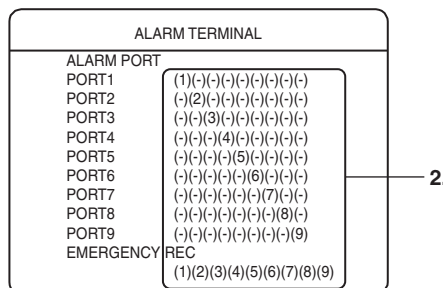 ALARM TERMINAL
ALARM PORT
PORT1 (1)(-)(-)(-)(-)(-)(-)(-)(-)
PORT2 (-)(2)(-)(-)(-)(-)(-)(-)(-)
PORT3 (-)(-)(3)(-)(-)(-)(-)(-)(-)
PORT4 (-)(-)(-)(4)(-)(-)(-)(-)(-)
PORT5 (-)(-)(-)(-)(5)(-)(-)(-)(-)
PORT6 (-)(-)(-)(-)(-)(6)(-)(-)(-)
PORT7 (-)(-)(-)(-)(-)(-)(7)(-)(-)
PORT8 (-)(-)(-)(-)(-)(-)(-)(8)(-)
PORT9 (-)(-)(-)(-)(-)(-)(-)(-)(9)
EMERGENCY REC
(1)(2)(3)(4)(5)(6)(7)(8)(9)
2.